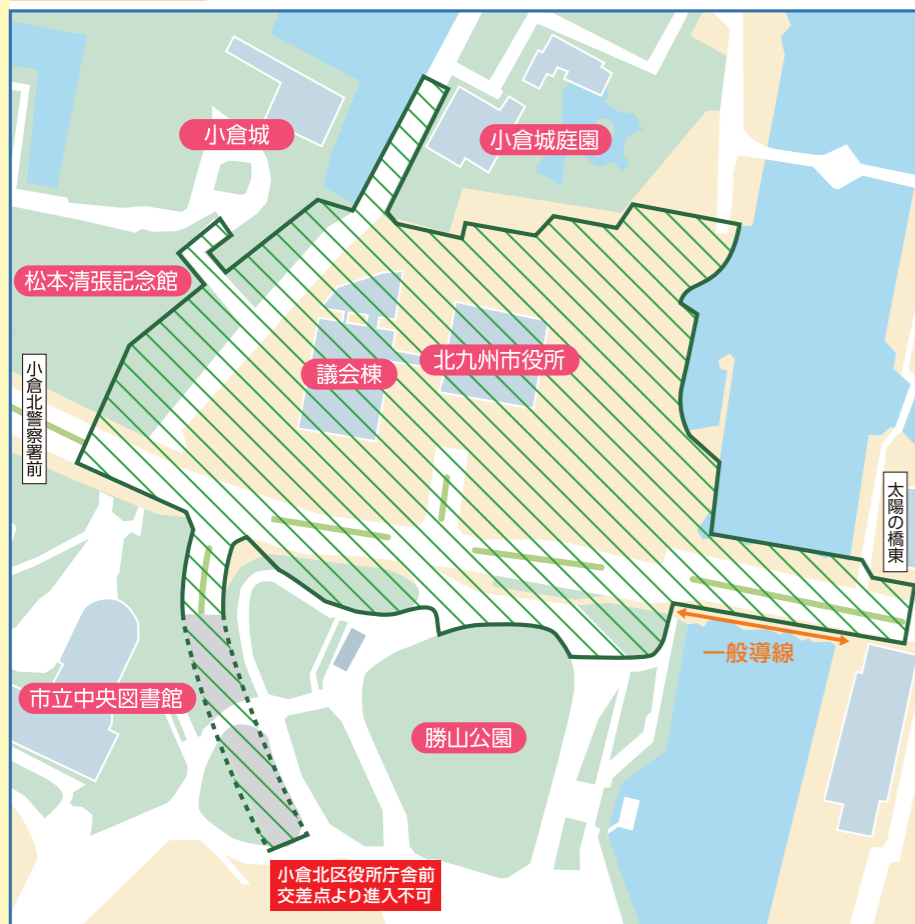 小倉城
小倉城庭園
松本清張記念館
議会棟
北九州市役所
小倉北警察署前
太陽の橋東
一般導線
市立中央図書館
勝山公園
小倉北区役所庁舎前
交差点より進入不可